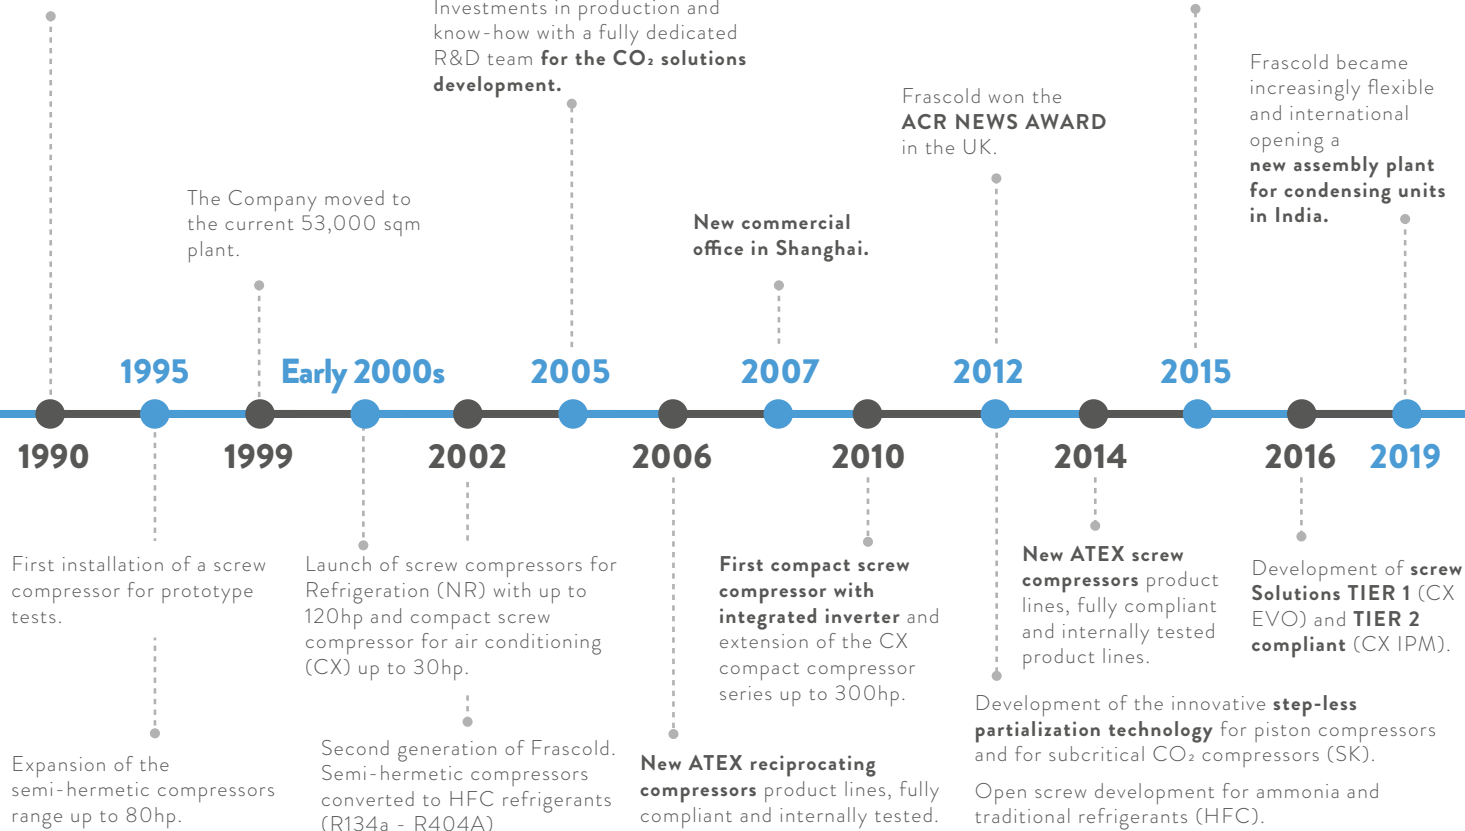 Investments in production and
know-how with a fully dedicated
R&D team for the CO₂ solutions
development.
Frascold became
increasingly flexible
and international
opening a
new assembly plant
for condensing units
in India.
Frascold won the
ACR NEWS AWARD
in the UK.
The Company moved to
the current 53,000 sqm
plant.
New commercial
office in Shanghai.
1995
Early 2000s
2005
2007
2012
2015
1990
1999
2002
2006
2010
2014
2016
2019
First installation of a screw
compressor for prototype
tests.
Launch of screw compressors for
Refrigeration (NR) with up to
120hp and compact screw
compressor for air conditioning
(CX) up to 30hp.
First compact screw
compressor with
integrated inverter and
extension of the CX
compact compressor
series up to 300hp.
New ATEX screw
compressors product
lines, fully compliant
and internally tested
product lines.
Development of screw
Solutions TIER 1 (CX
EVO) and TIER 2
compliant (CX IPM).
Expansion of the
semi-hermetic compressors
range up to 80hp.
Second generation of Frascold.
Semi-hermetic compressors
converted to HFC refrigerants
(R134a - R404A)
New ATEX reciprocating
compressors product lines, fully
compliant and internally tested.
Development of the innovative step-less
partialization technology for piston compressors
and for subcritical CO₂ compressors (SK).
Open screw development for ammonia and
traditional refrigerants (HFC).